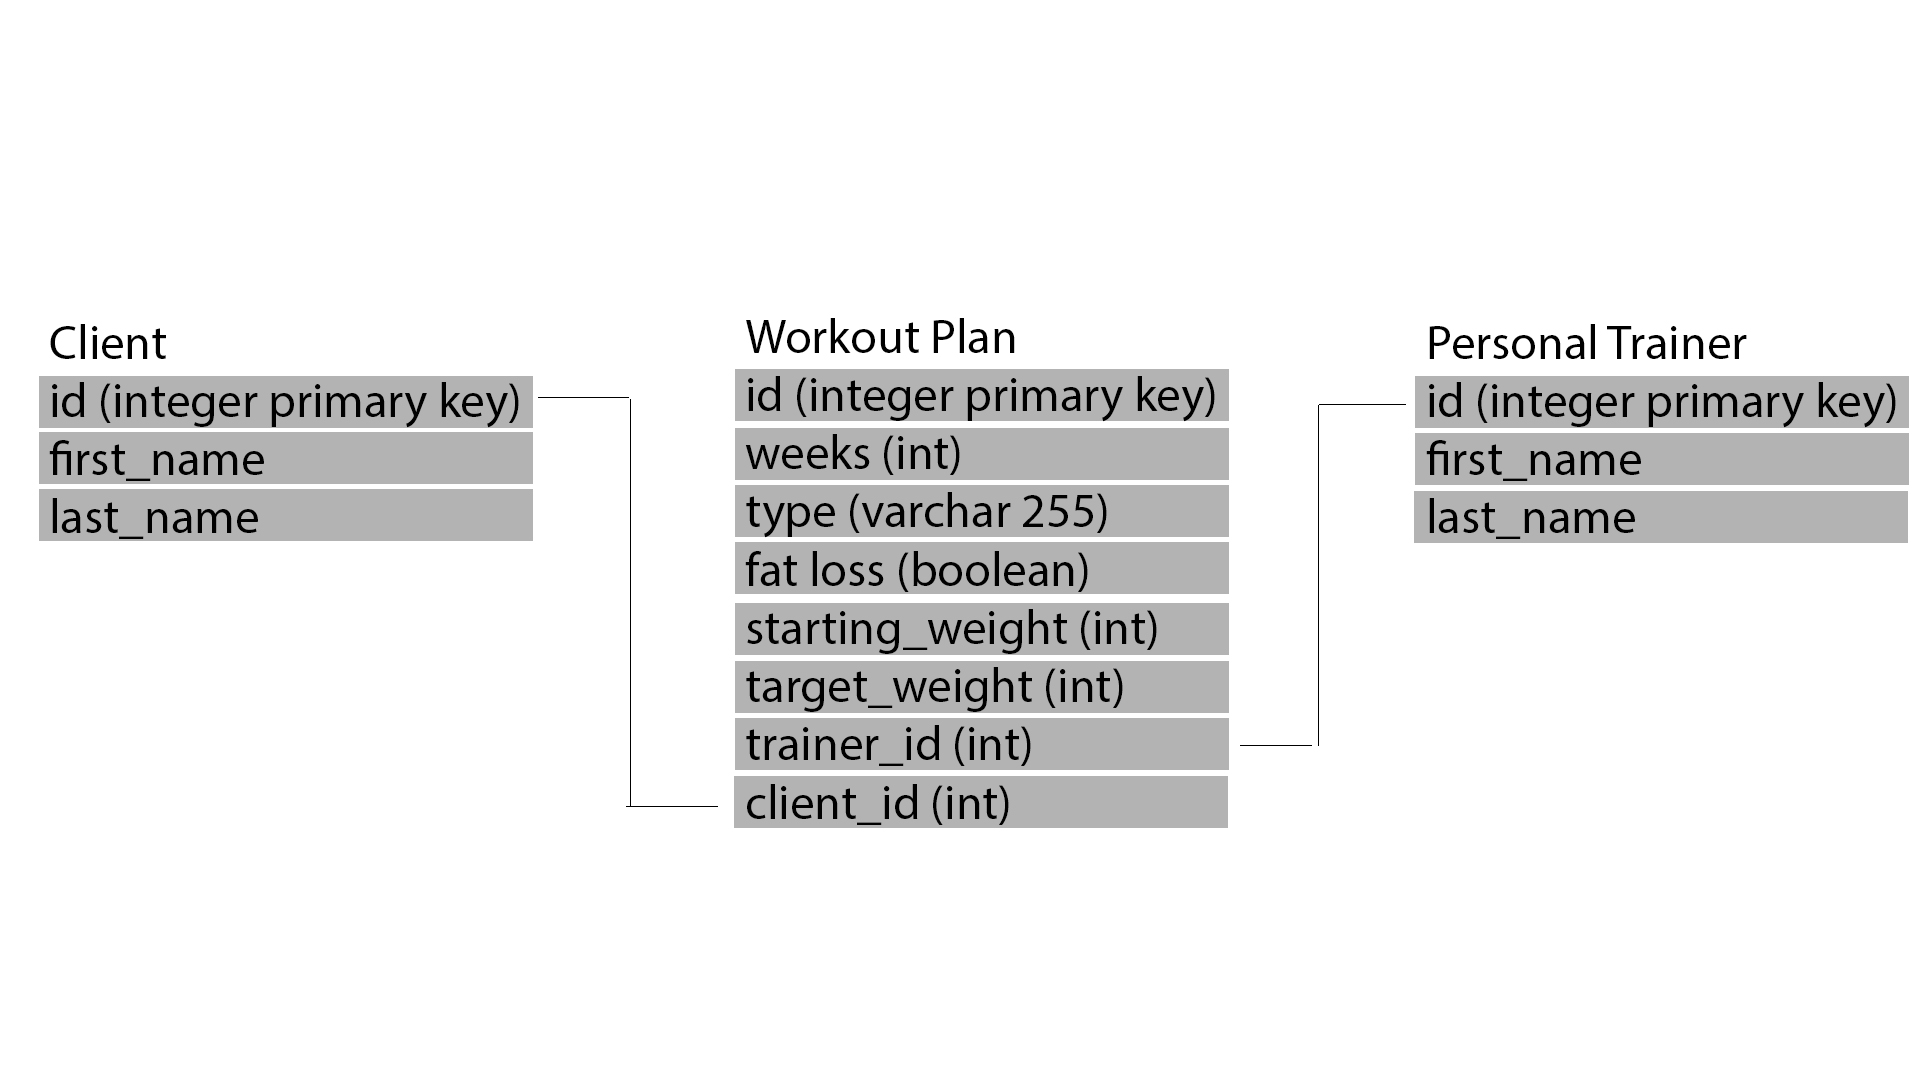 Client
id (integer primary key)
first_name
last_name
Workout Plan
id (integer primary key)
weeks (int)
type (varchar 255)
fat loss (boolean)
starting_weight (int)
target_weight (int)
trainer_id (int)
client_id (int)
Personal Trainer
id (integer primary key)
first_name
last_name